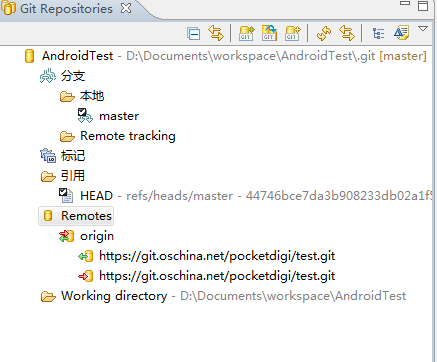 Git Repositories
AndroidTest - D:\Documents\workspace\AndroidTest\.git [master]
分支
本地
master
Remote tracking
标记
引用
HEAD - refs/heads/master - 44746bce7da3b908233db02a1f5
Remotes
origin
https://git.oschina.net/pocketdigi/test.git
https://git.oschina.net/pocketdigi/test.git
Working directory - D:\Documents\workspace\AndroidTest